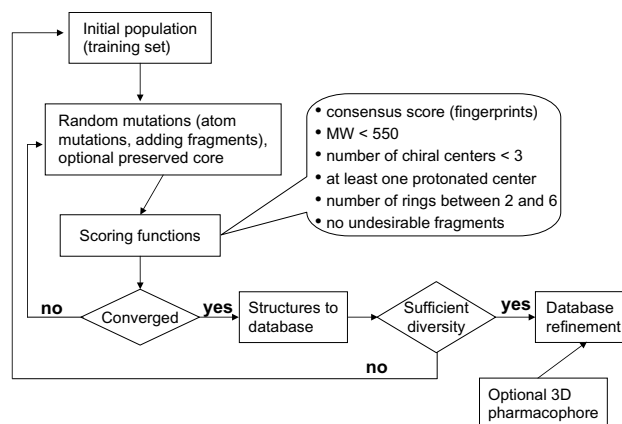 Initial population
(training set)
Random mutations (atom
mutations, adding fragments),
optional preserved core
• consensus score (fingerprints)
• MW < 550
• number of chiral centers < 3
• at least one protonated center
• number of rings between 2 and 6
• no undesirable fragments
Scoring functions
no
Converged
yes
Structures to
database
Sufficient
diversity
yes
Database
refinement
no
Optional 3D
pharmacophore